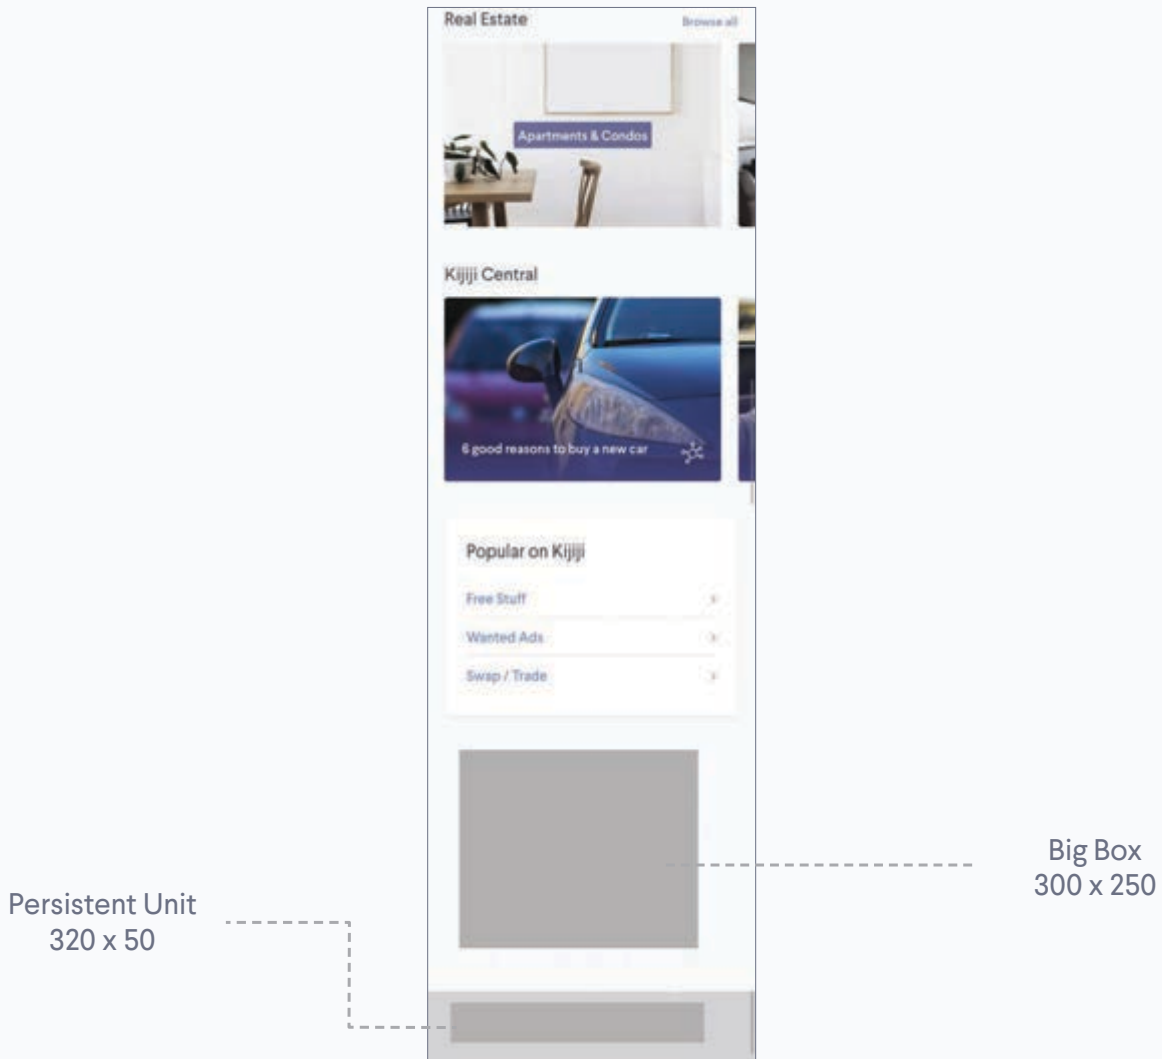 Real Estate
Browse all
Apartments & Condos
Kijiji Central
6 good reasons to buy a new car
Popular on Kijiji
Free Stuff
Wanted Ads
Swap / Trade
Big Box
300 x 250
Persistent Unit
320 x 50